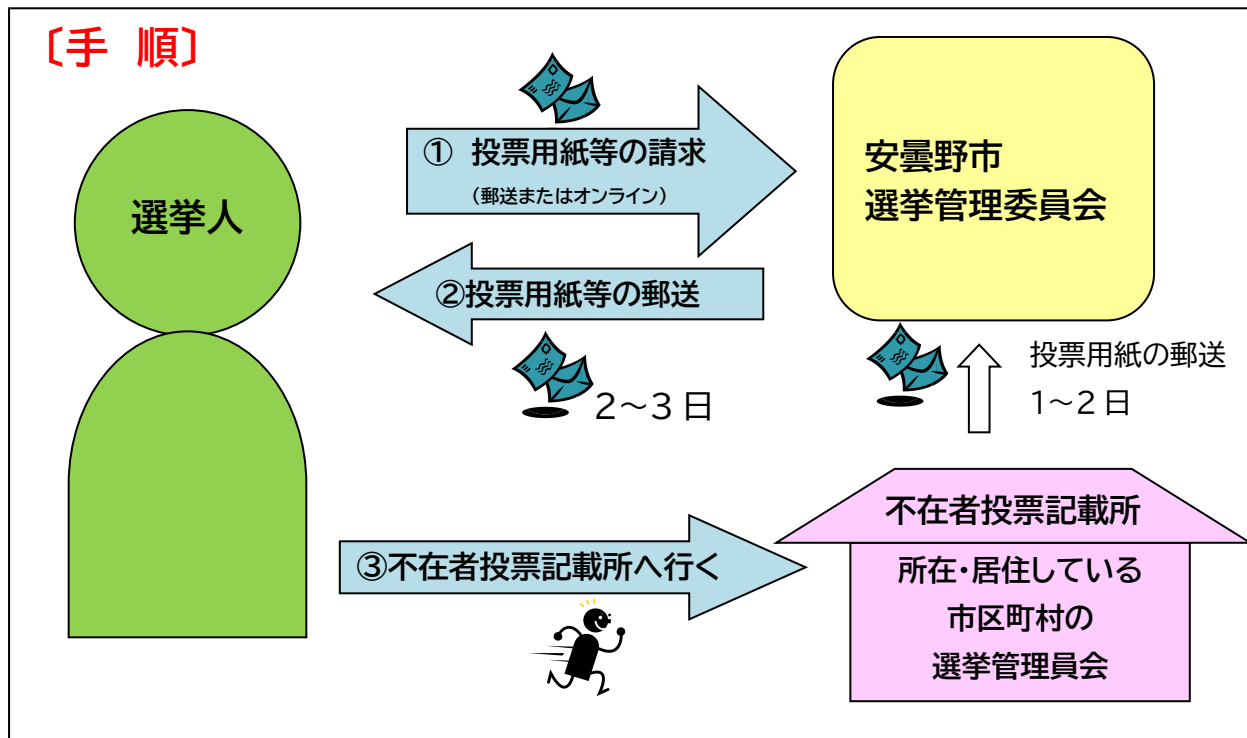 〔手 順〕
選挙人
① 投票用紙等の請求
（郵送またはオンライン）
安曇野市
選挙管理委員会
②投票用紙等の郵送
2～3日
投票用紙の郵送
1～2日
③不在者投票記載所へ行く
不在者投票記載所
所在・居住している
市区町村の
選挙管理員会